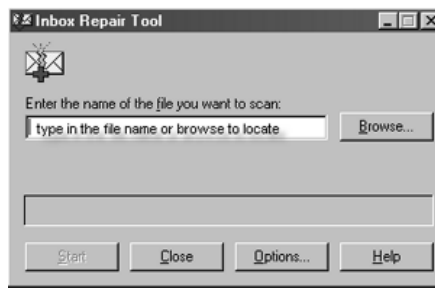 Inbox Repair Tool
Enter the name of the file you want to scan:
type in the file name or browse to locate
Browse...
Start
Close
Options...
Help